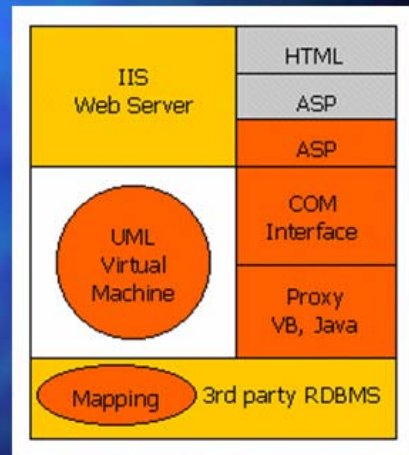 IIS
Web Server
HTML
ASP
ASP
UML
Virtual
Machine
COM
Interface
Proxy
VB, Java
Mapping
3rd party RDBMS